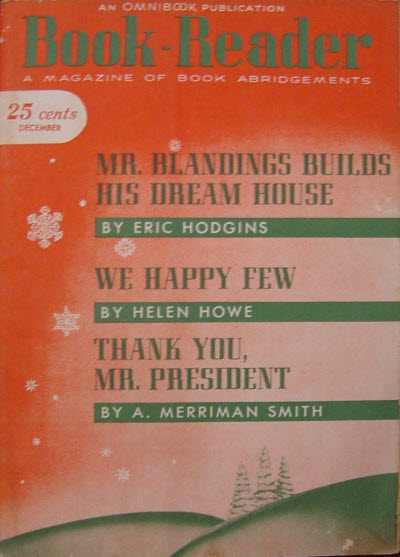 AN OMNIBOOK PUBLICATION
Book-Reader
A MAGAZINE OF BOOK ABRIDGEMENTS
25 cents
DECEMBER
MR. BLANDINGS BUILDS
HIS DREAM HOUSE
BY ERIC HODGINS
WE HAPPY FEW
BY HELEN HOWE
THANK YOU,
MR. PRESIDENT
BY A. MERRIMAN SMITH